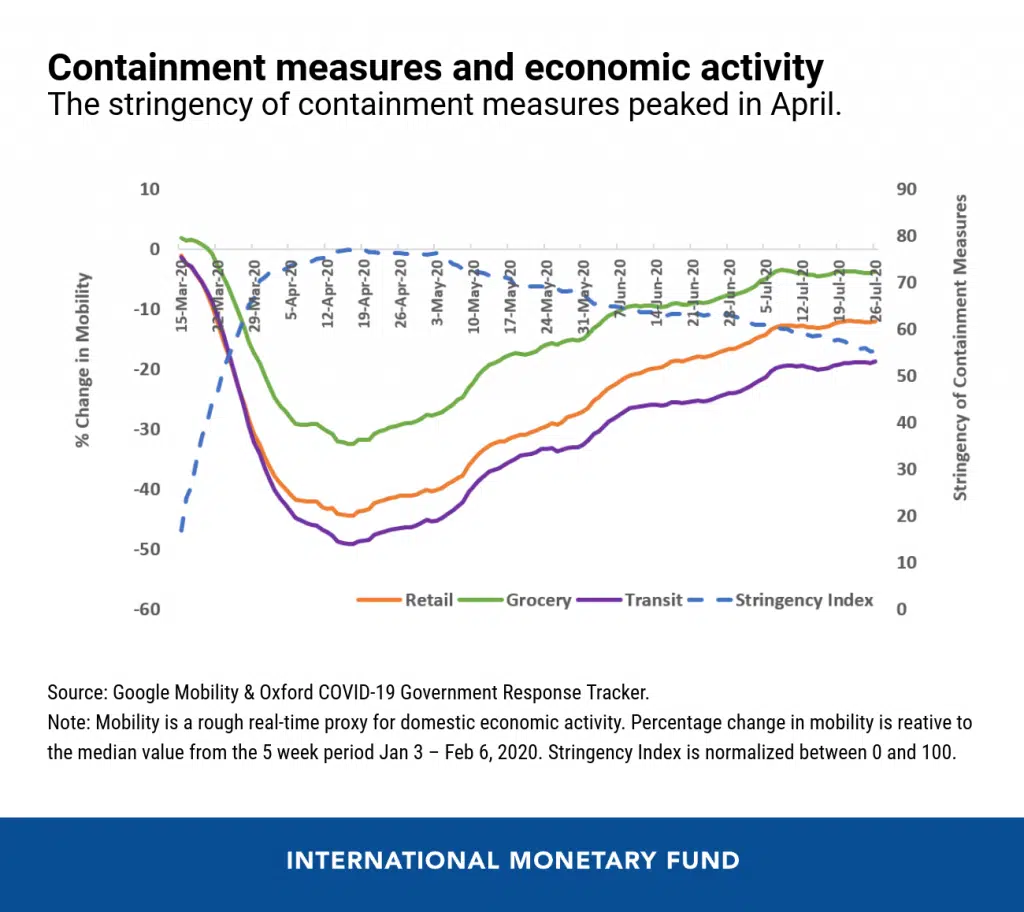 Containment measures and economic activity
The stringency of containment measures peaked in April.
10
0
-10
-20
-30
-40
-50
-60
% Change in Mobility
90
80
70
60
50
40
30
20
10
0
Stringency of Containment Measures
15-Mar-20
22-Mar-20
29-Mar-20
5-Apr-20
12-Apr-20
19-Apr-20
26-Apr-20
3-May-20
10-May-20
17-May-20
24-May-20
31-May-20
7-Jun-20
14-Jun-20
21-Jun-20
28-Jun-20
5-Jul-20
12-Jul-20
19-Jul-20
26-Jul-20
Retail Grocery Transit Stringency Index
Source: Google Mobility & Oxford COVID-19 Government Response Tracker.
Note: Mobility is a rough real-time proxy for domestic economic activity. Percentage change in mobility is reative to
the median value from the 5 week period Jan 3 – Feb 6, 2020. Stringency Index is normalized between 0 and 100.
INTERNATIONAL MONETARY FUND